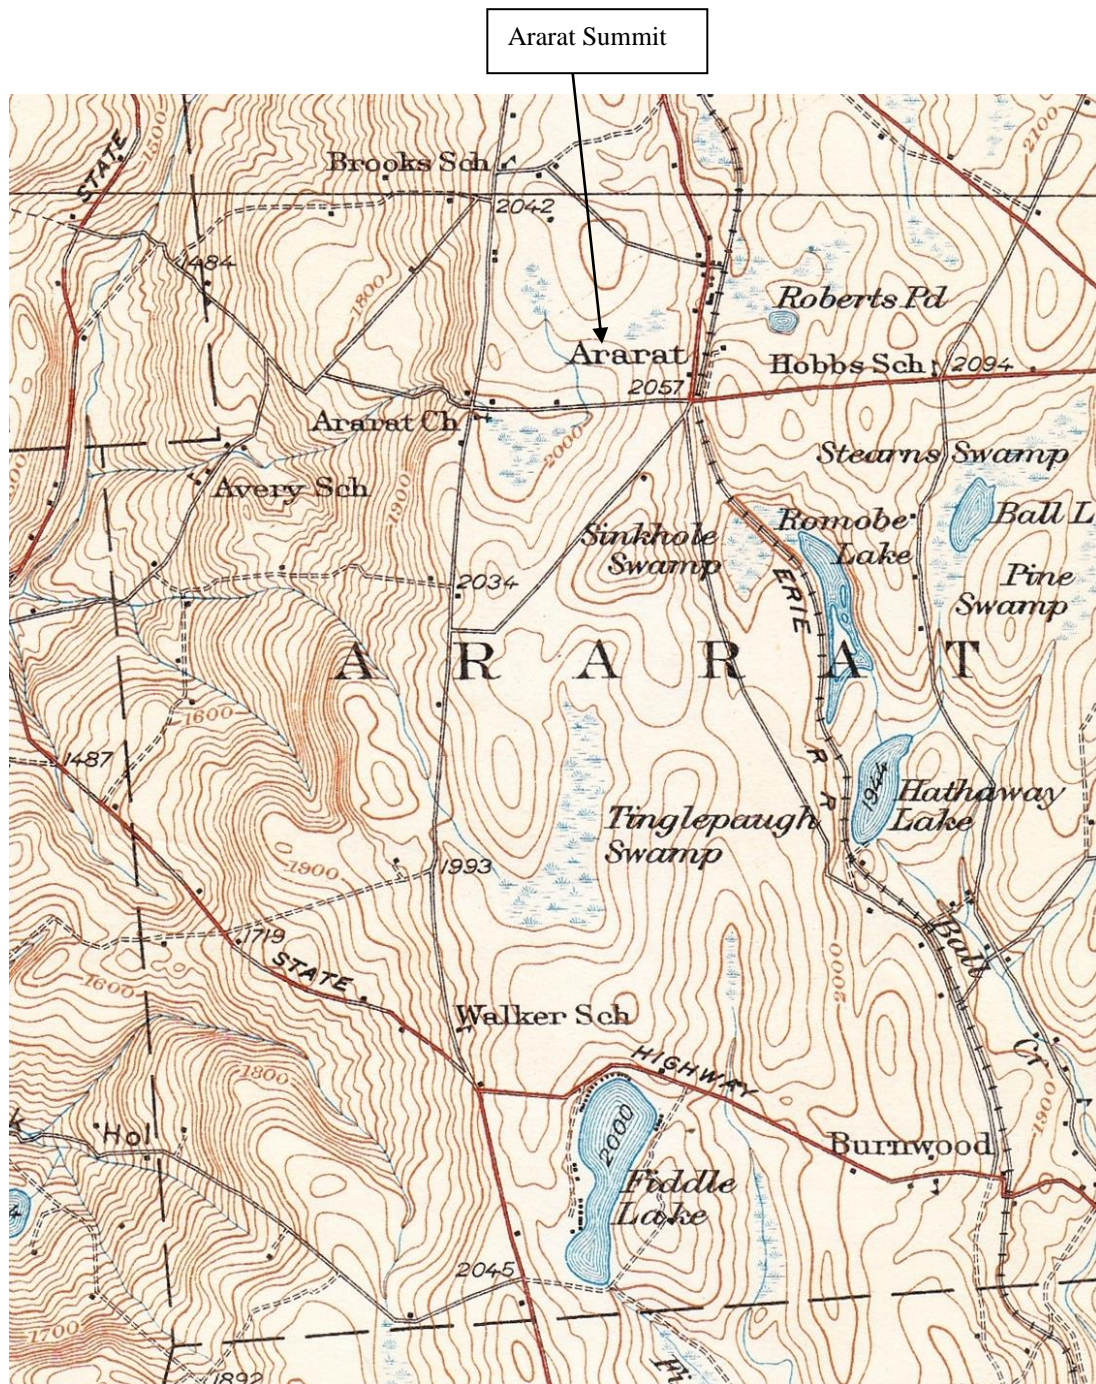 Ararat Summit
STATE
1500
2100
Brooks Sch
2042
1484
1800
Roberts Pd
Ararat
2057
Hobbs Sch
2094
Ararat Ch
2000
Stearns Swamp
Avery Sch
1900
Ball L
Sinkhole
Swamp
Romobe
Lake
Pine
Swamp
ERIE
2034
ARARAT
1600
1487
R R
1944
Hathaway
Lake
Tinglepaugh
Swamp
1900
1993
1719
STATE
Ball
2000
1600
Walker Sch
Cr
HIGHWAY
1800
2000
1900
k Hol
Burnwood
Fiddle
Lake
4
2045
1700
1892
Fi